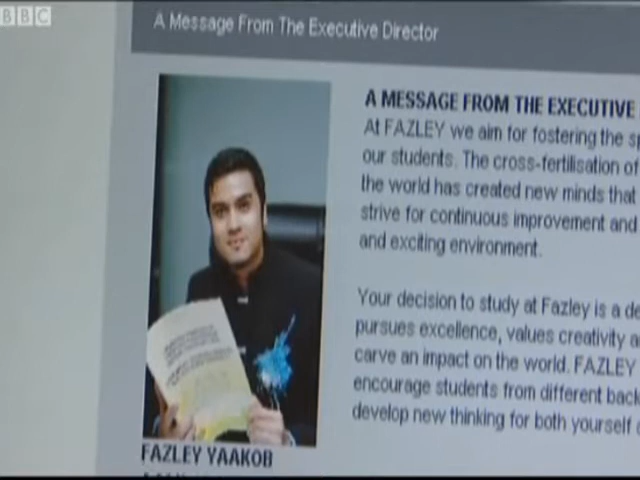 BBC
A Message From The Executive Director
A MESSAGE FROM THE EXECUTIVE
At FAZLEY we aim for fostering the sp
our students. The cross-fertilisation of
the world has created new minds that
strive for continuous improvement and
and exciting environment.
Your decision to study at Fazley is a de
pursues excellence, values creativity a
carve an impact on the world. FAZLEY
encourage students from different back
develop new thinking for both yourself
FAZLEY YAAKOB